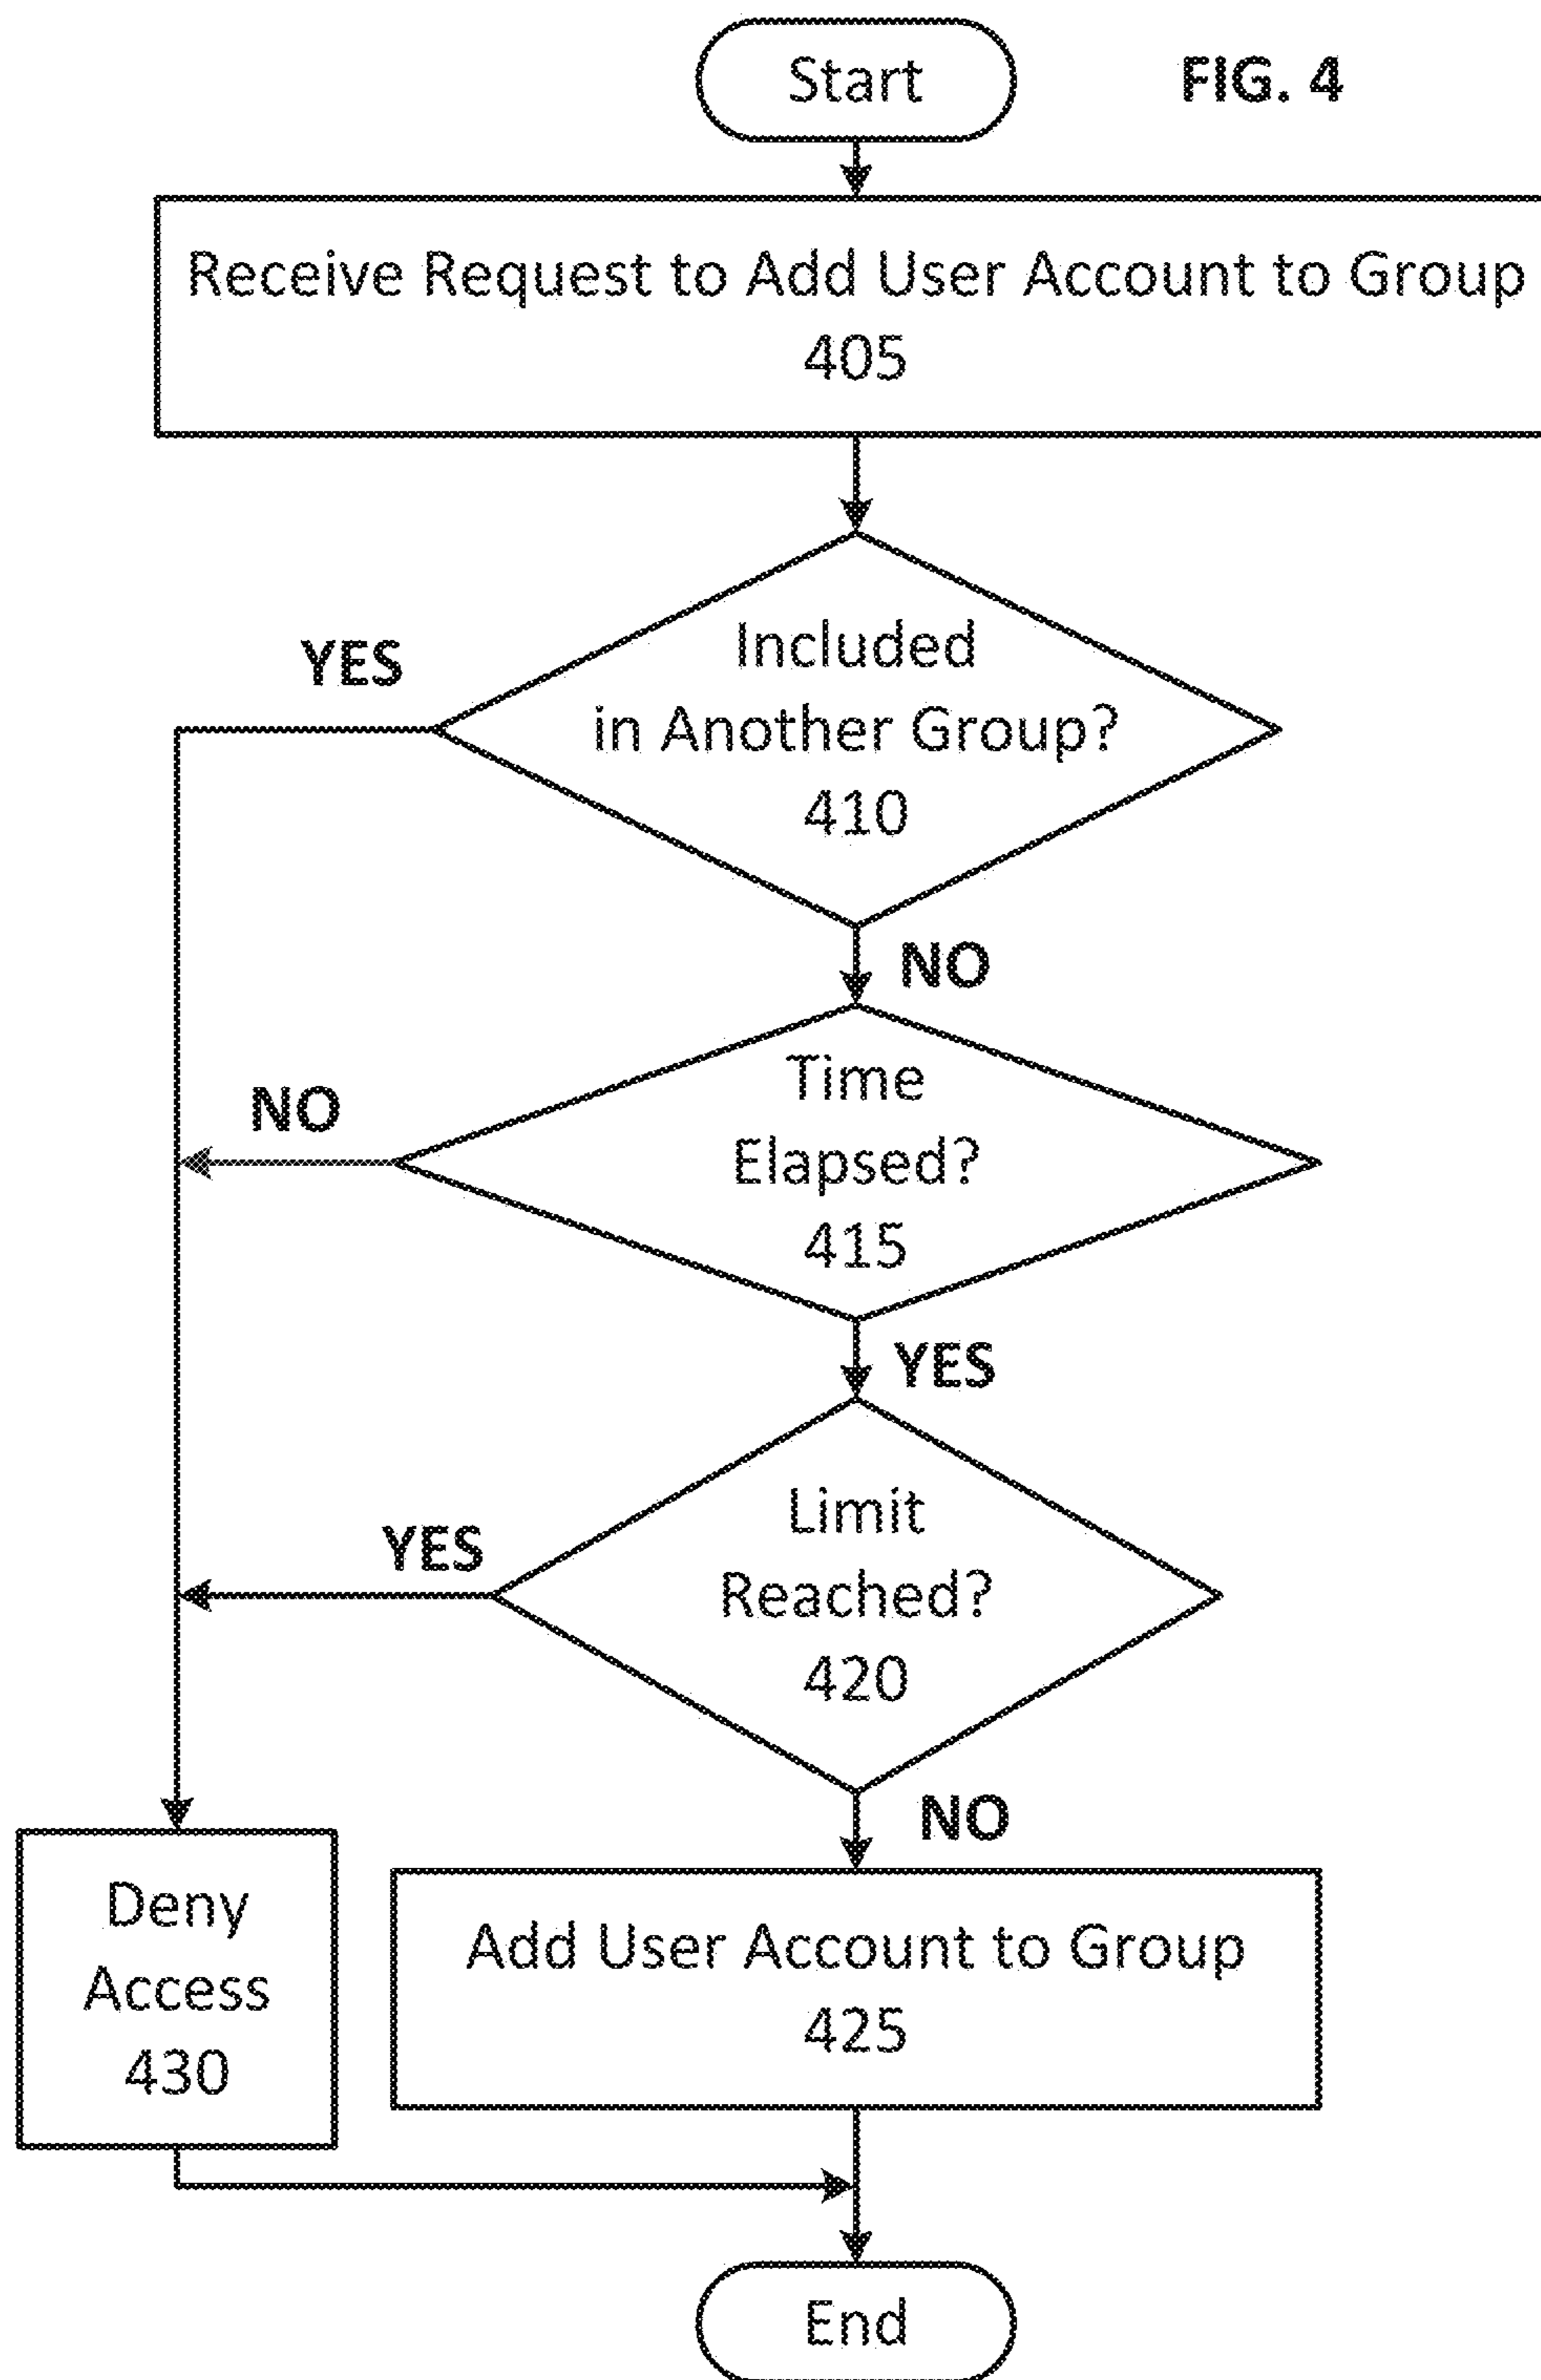 Start
FIG. 4
Receive Request to Add User Account to Group
405
YES
Included
in Another Group?
410
NO
NO
Time
Elapsed?
415
YES
YES
Limit
Reached?
420
NO
Deny
Access
430
Add User Account to Group
425
End